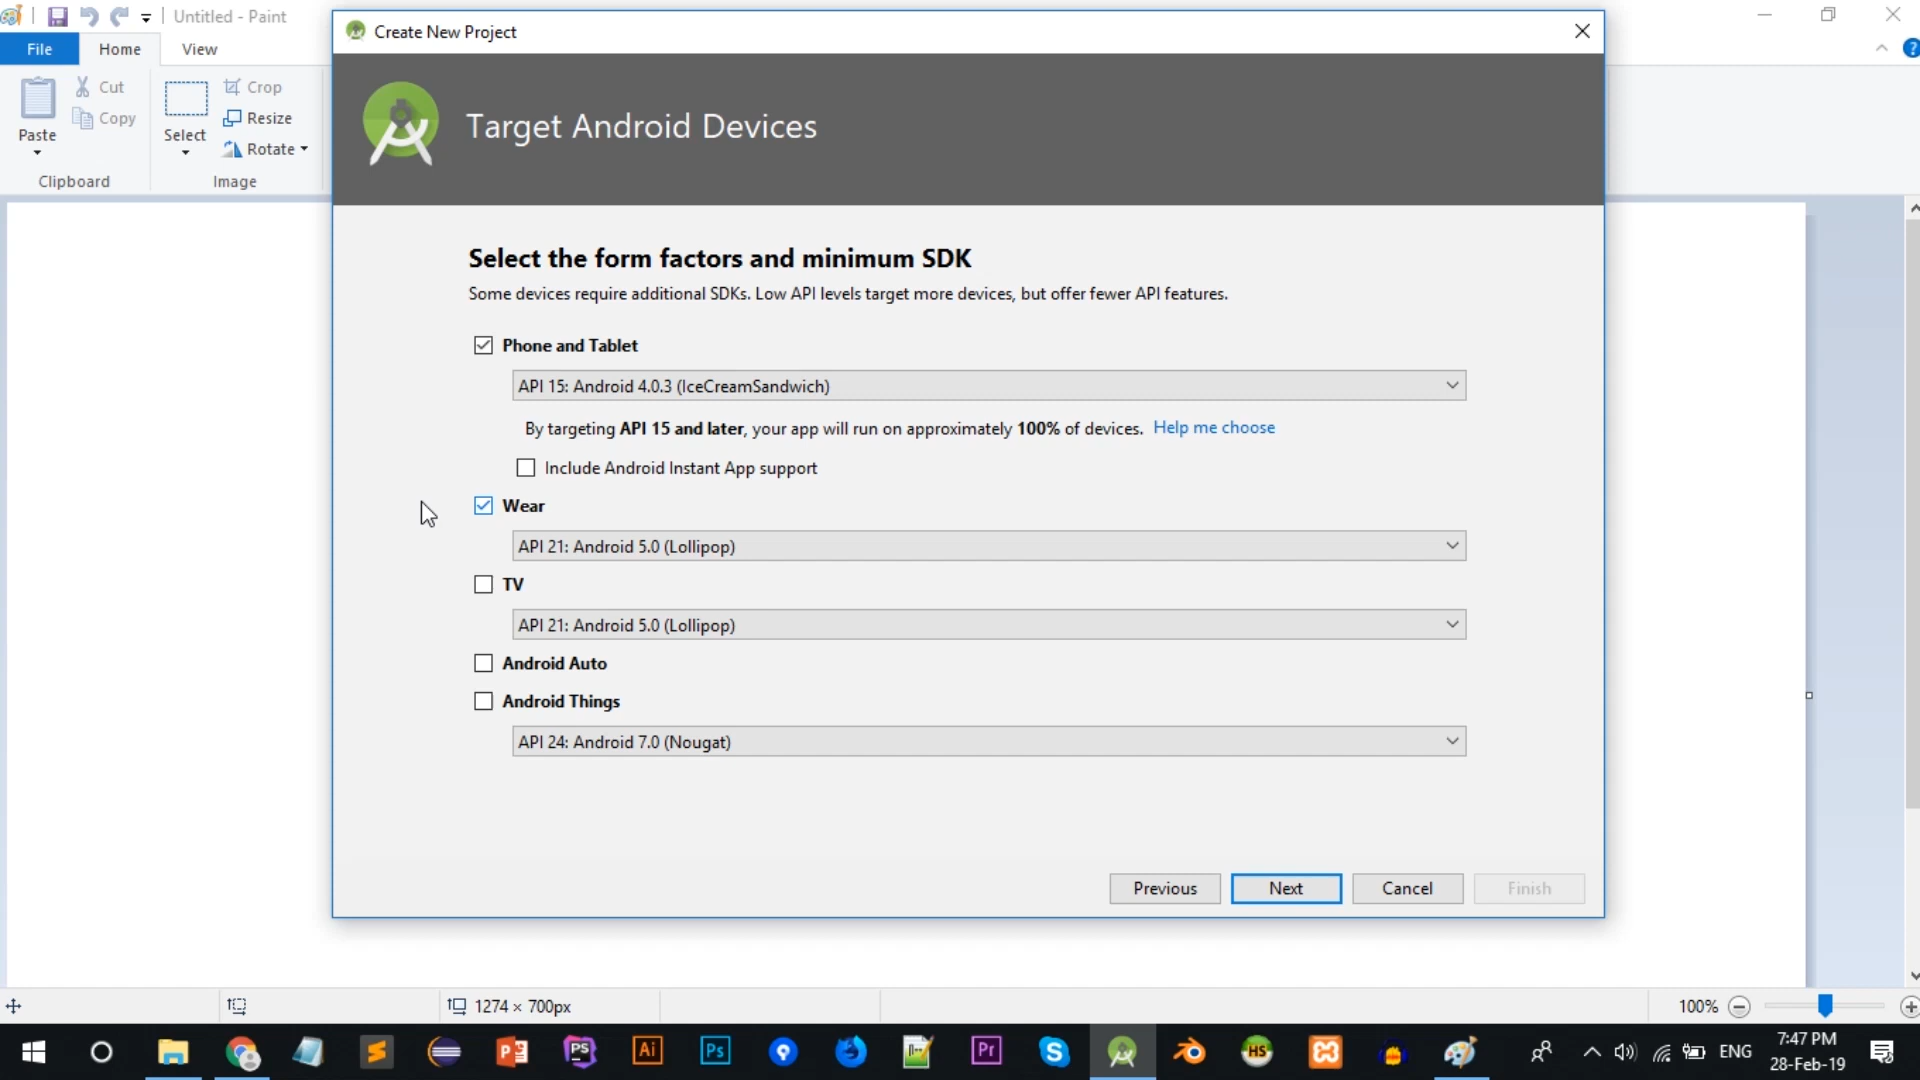 Untitled - Paint
File
Home
View
Paste
Cut
Copy
Clipboard
Select
Crop
Resize
Rotate
Image
Create New Project
Target Android Devices
Select the form factors and minimum SDK
Some devices require additional SDKs. Low API levels target more devices, but offer fewer API features.
Phone and Tablet
API 15: Android 4.0.3 (IceCreamSandwich)
By targeting API 15 and later, your app will run on approximately 100% of devices. Help me choose
Include Android Instant App support
Wear
API 21: Android 5.0 (Lollipop)
TV
API 21: Android 5.0 (Lollipop)
Android Auto
Android Things
API 24: Android 7.0 (Nougat)
Previous
Next
Cancel
Finish
1274 × 700px
100%
PS
Ai
Ps
Pr
HS
ENG
7:47 PM
28-Feb-19